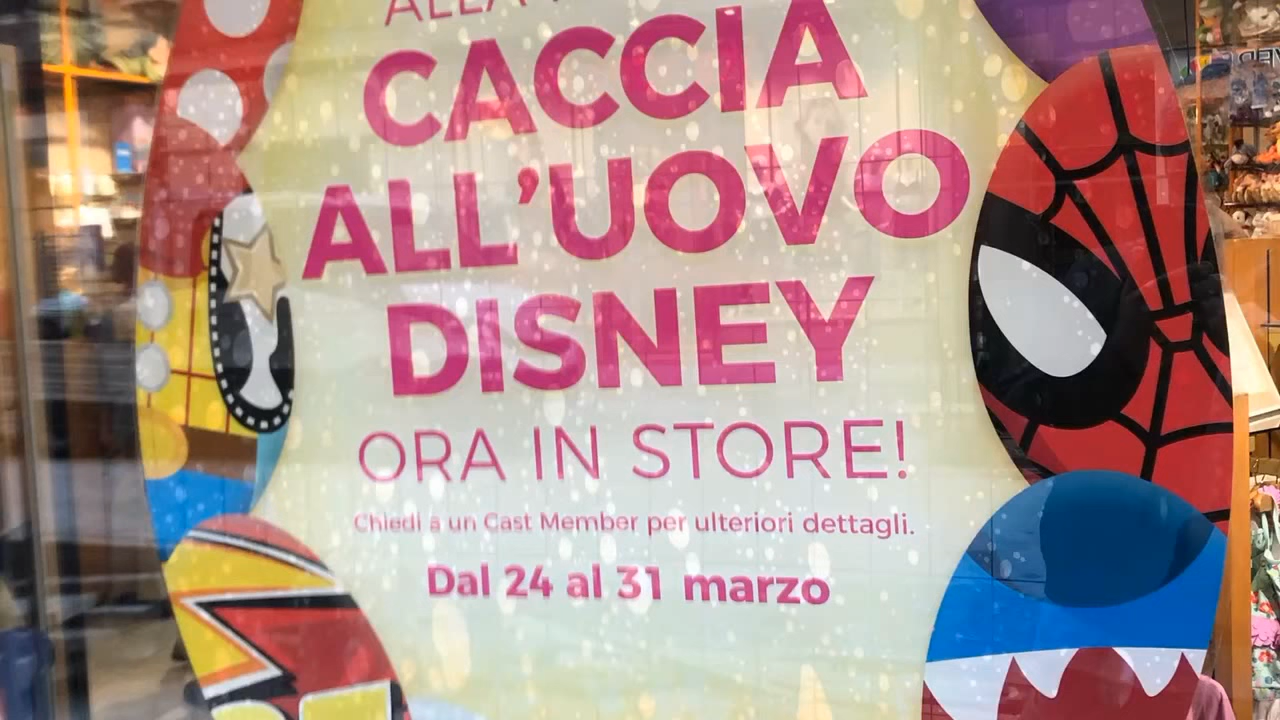 ALLA
CACCIA
ALL'UOVO
DISNEY
ORA IN STORE!
Chiedi a un Cast Member per ulteriori dettagli.
Dal 24 al 31 marzo